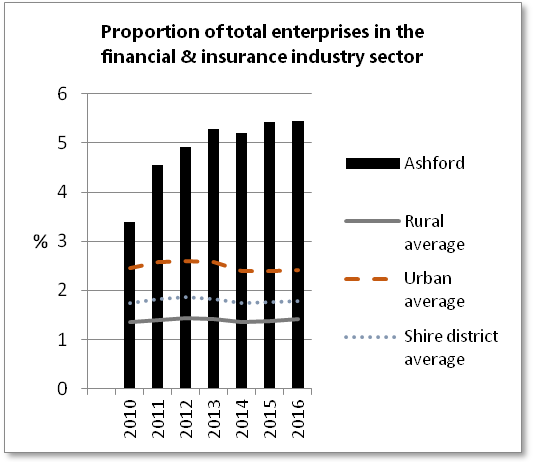 Proportion of total enterprises in the
financial & insurance industry sector
6
5
4
3
2
1
0
%
2010
2011
2012
2013
2014
2015
2016
Ashford
Rural
average
Urban
average
Shire district
average